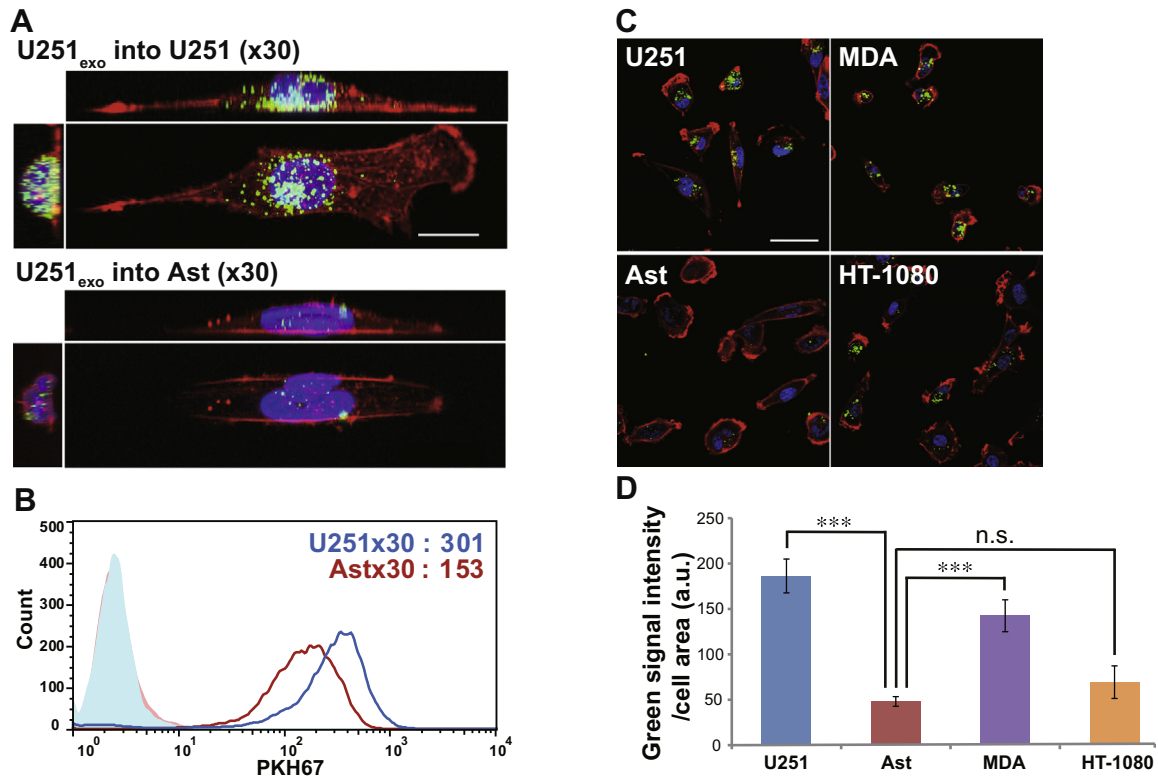 A
U251exo into U251 (x30)
U251exo into Ast (x30)
B
500
400
300
200
100
0
Count
U251x30 : 301
Astx30 : 153
10^0
10^1
10^2
10^3
10^4
PKH67
C
U251
MDA
Ast
HT-1080
D
Green signal intensity
/cell area (a.u.)
250
200
150
100
50
0
***
n.s.
***
U251
Ast
MDA
HT-1080